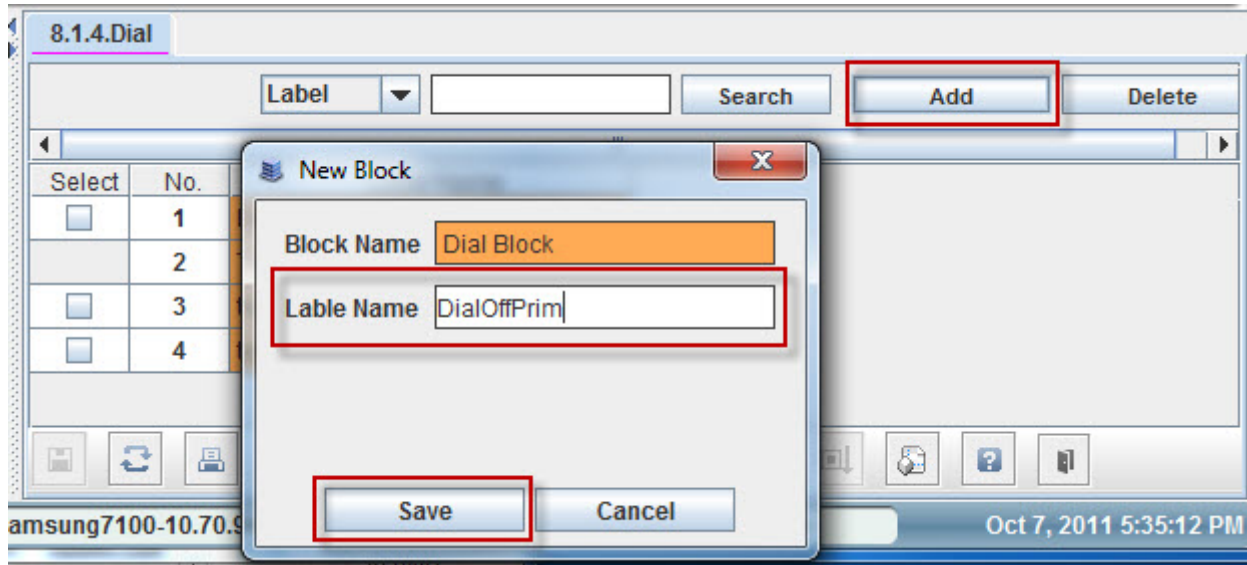 8.1.4.Dial
Label Search Add Delete
New Block
Select No.
1
Block Name Dial Block
2
Lable Name DialOffPrim
3
4
Save Cancel
amsung7100-10.70.9 Oct 7, 2011 5:35:12 PM